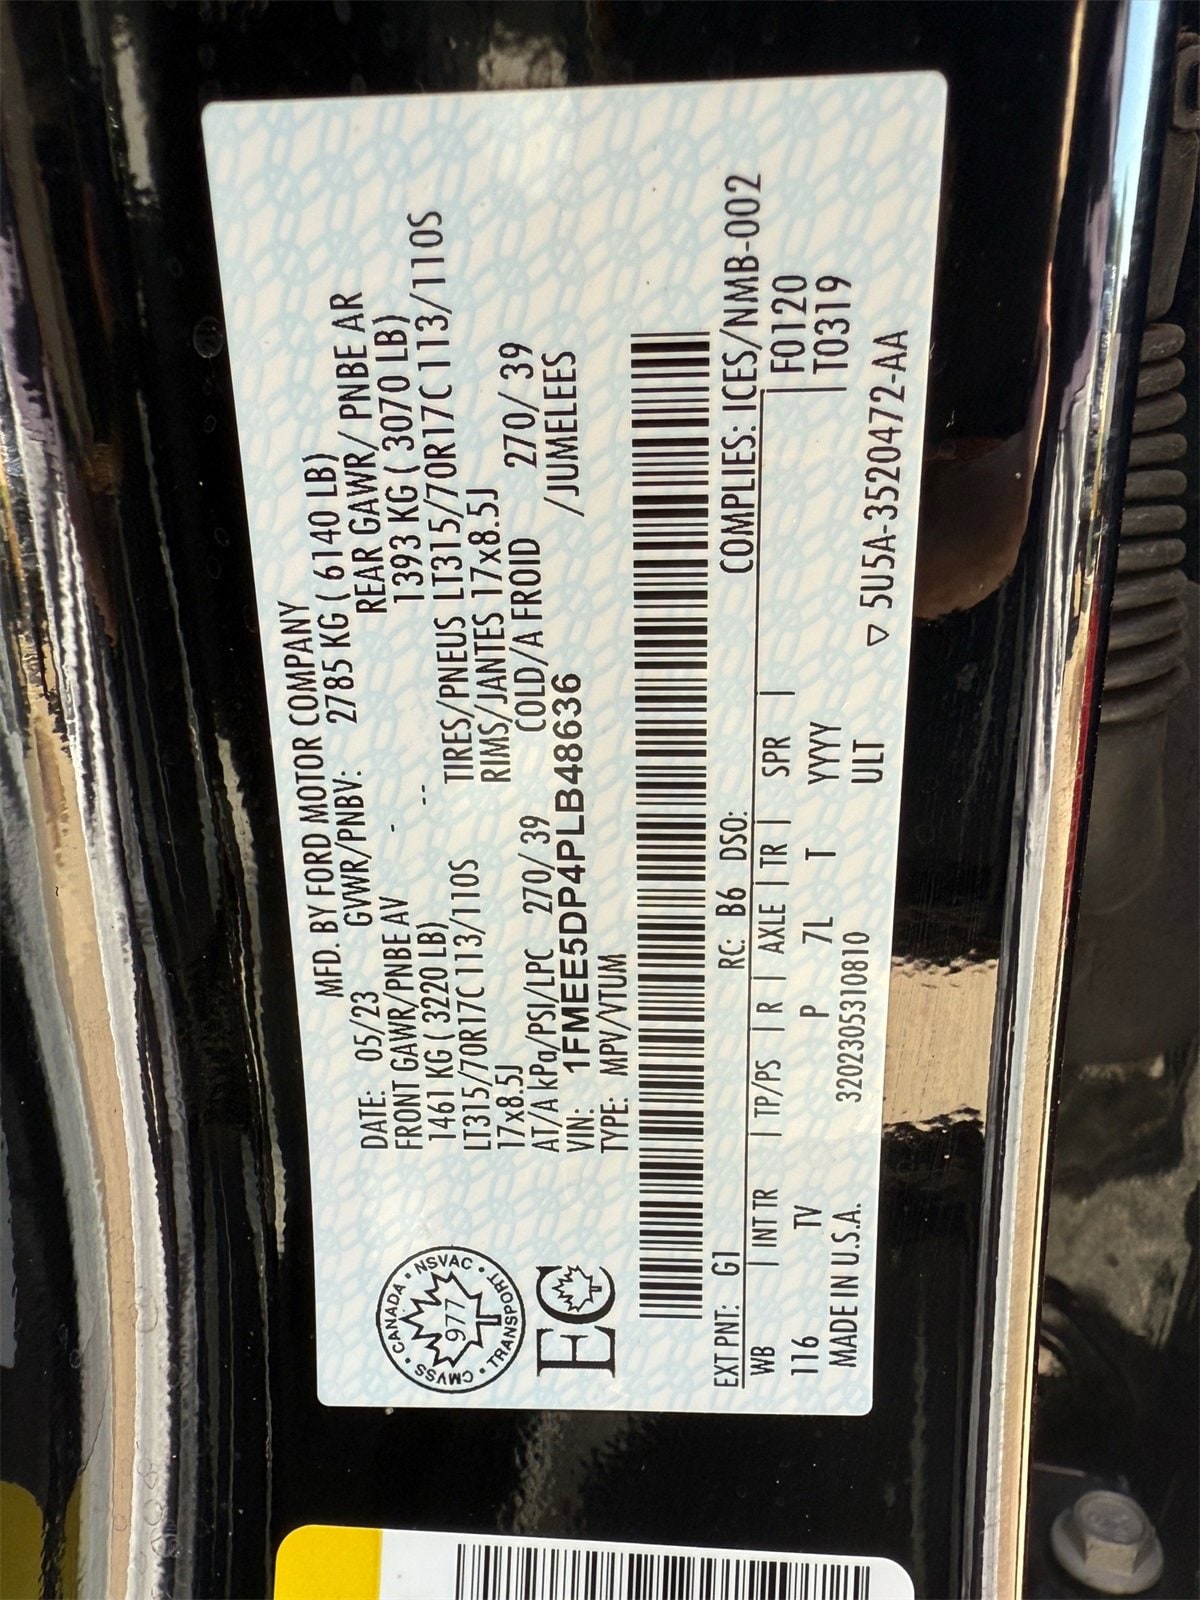 MFD. BY FORD MOTOR COMPANY
DATE: 05/23 GVWR/PNBV: 2785 KG ( 6140 LB)
FRONT GAWR/PNBE AV - REAR GAWR/ PNBE AR
1461 KG ( 3220 LB) -- 1393 KG ( 3070 LB)
LT315/70R17C 113/110S TIRES/PNEUS LT315/70R17C 113/110S
17x8.5J RIMS/JANTES 17x8.5J
AT/A kPa/PSI/LPC 270/ 39 COLD/A FROID 270/ 39
VIN: 1FMEE5DP4PLB48636 /JUMELEES
TYPE: MPV/VTUM
CANADA • NSVAC • TRANSPORT • CMVSS •
977
EC
EXT PNT: G1 RC: B6 DSO: COMPLIES: ICES/NMB-002
WB | INT TR | TP/PS | R | AXLE | TR | SPR | | F0120
116 TV P 7L T YYYY | T0319
MADE IN U.S.A. 3202305310810 ULT ▽ 5U5A-3520472-AA